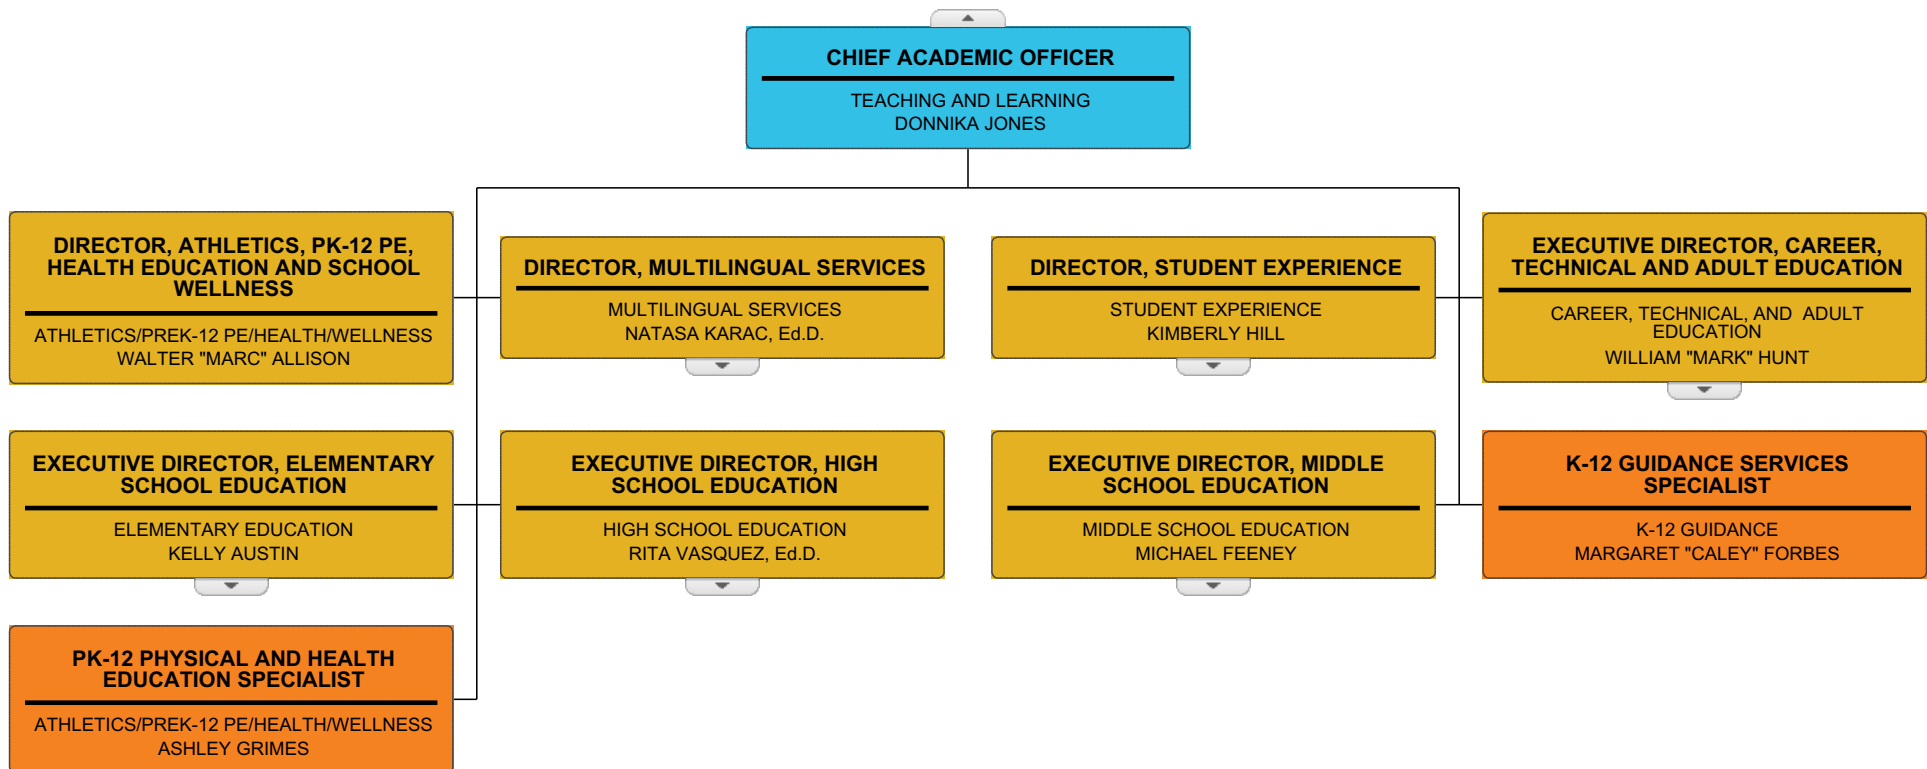 CHIEF ACADEMIC OFFICER
TEACHING AND LEARNING
DONNIKA JONES
DIRECTOR, ATHLETICS, PK-12 PE,
HEALTH EDUCATION AND SCHOOL
WELLNESS
ATHLETICS/PREK-12 PE/HEALTH/WELLNESS
WALTER "MARC" ALLISON
DIRECTOR, MULTILINGUAL SERVICES
MULTILINGUAL SERVICES
NATASA KARAC, Ed.D.
DIRECTOR, STUDENT EXPERIENCE
STUDENT EXPERIENCE
KIMBERLY HILL
EXECUTIVE DIRECTOR, CAREER,
TECHNICAL AND ADULT EDUCATION
CAREER, TECHNICAL, AND ADULT
EDUCATION
WILLIAM "MARK" HUNT
EXECUTIVE DIRECTOR, ELEMENTARY
SCHOOL EDUCATION
ELEMENTARY EDUCATION
KELLY AUSTIN
EXECUTIVE DIRECTOR, HIGH
SCHOOL EDUCATION
HIGH SCHOOL EDUCATION
RITA VASQUEZ, Ed.D.
EXECUTIVE DIRECTOR, MIDDLE
SCHOOL EDUCATION
MIDDLE SCHOOL EDUCATION
MICHAEL FEENEY
K-12 GUIDANCE SERVICES
SPECIALIST
K-12 GUIDANCE
MARGARET "CALEY" FORBES
PK-12 PHYSICAL AND HEALTH
EDUCATION SPECIALIST
ATHLETICS/PREK-12 PE/HEALTH/WELLNESS
ASHLEY GRIMES